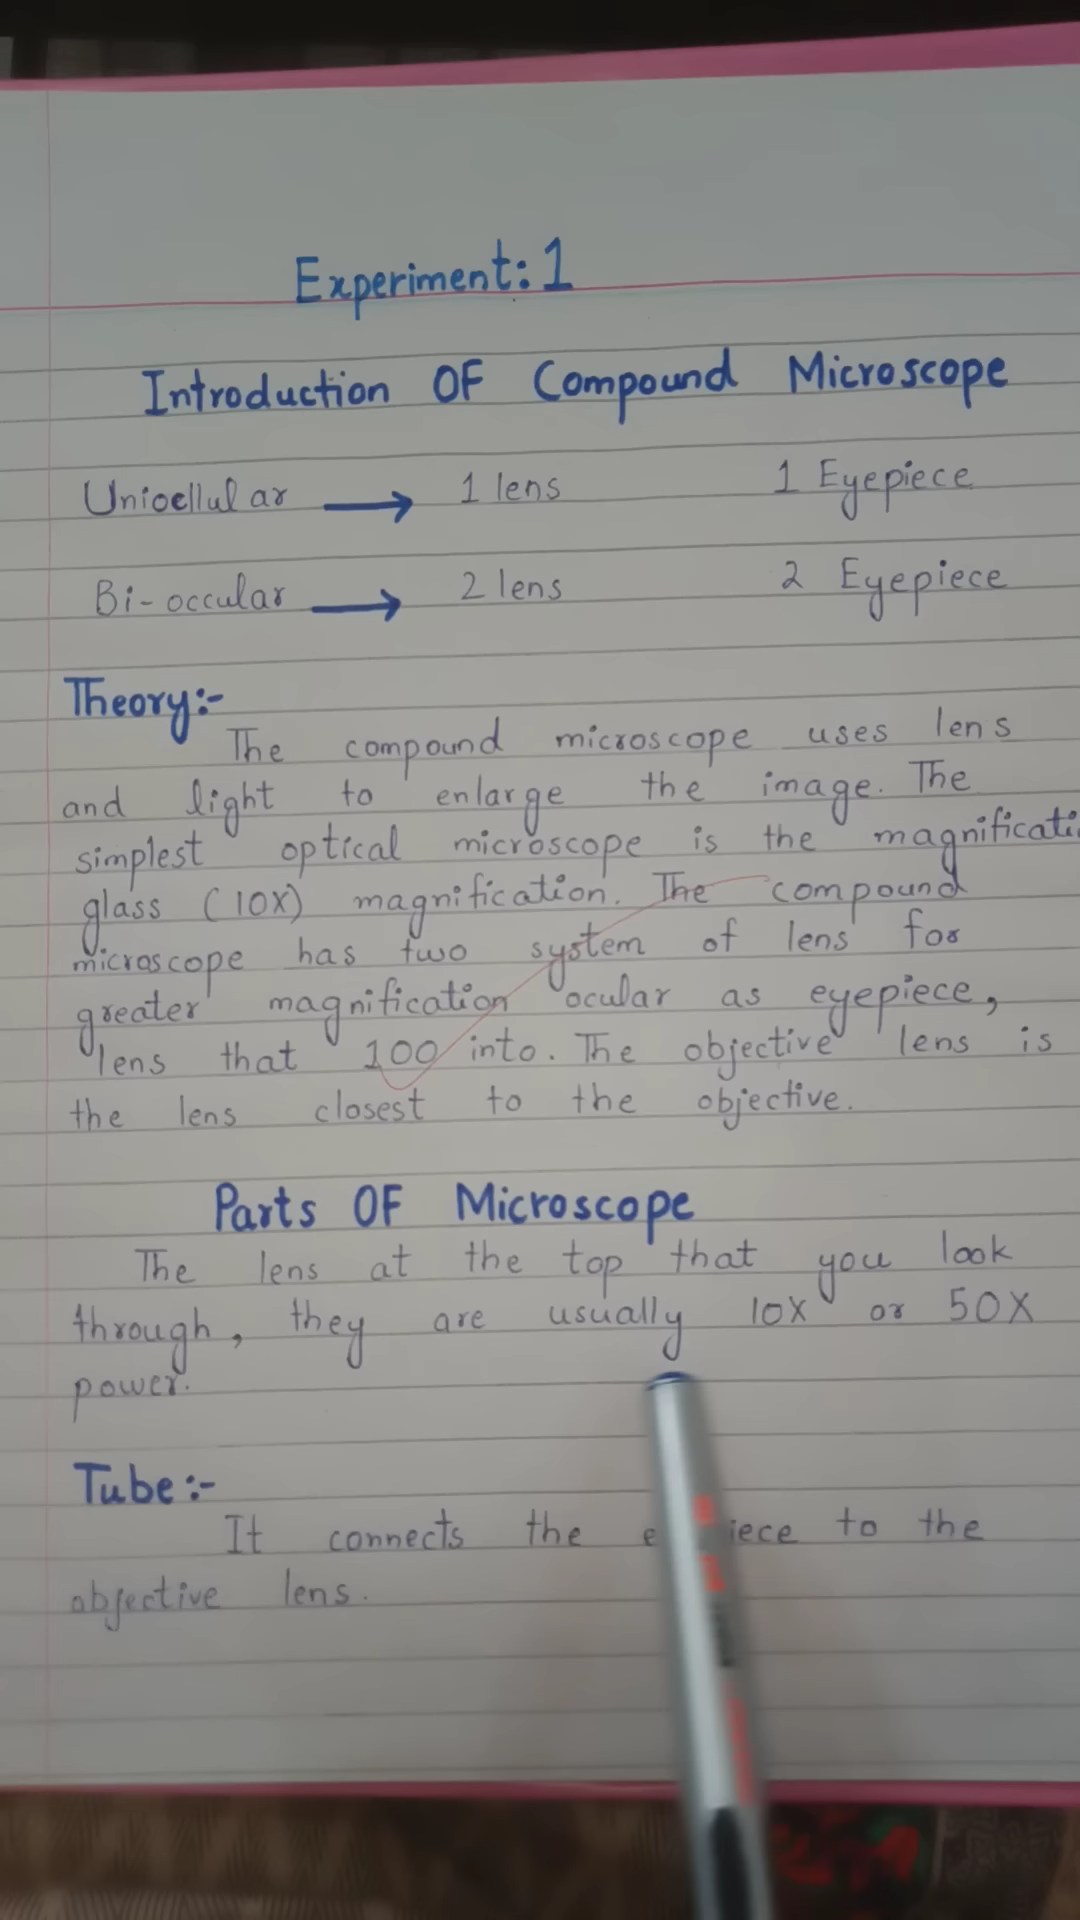 Experiment: 1
Introduction OF Compound Microscope
Uniocllular → 1 lens 1 Eyepiece
Bi-occular → 2 lens 2 Eyepiece
Theory:-
The compound microscope uses lens
and light to enlarge the image. The
simplest optical microscope is the magnificati
glass (10X) magnification. The compound
microscope has two system of lens for
greater magnification ocular as eyepiece,
lens that 100 into. The objective lens is
the lens closest to the objective.
Parts OF Microscope
The lens at the top that you look
through, they are usually 10X or 50X
power.
Tube:-
It connects the e iece to the
objective lens.